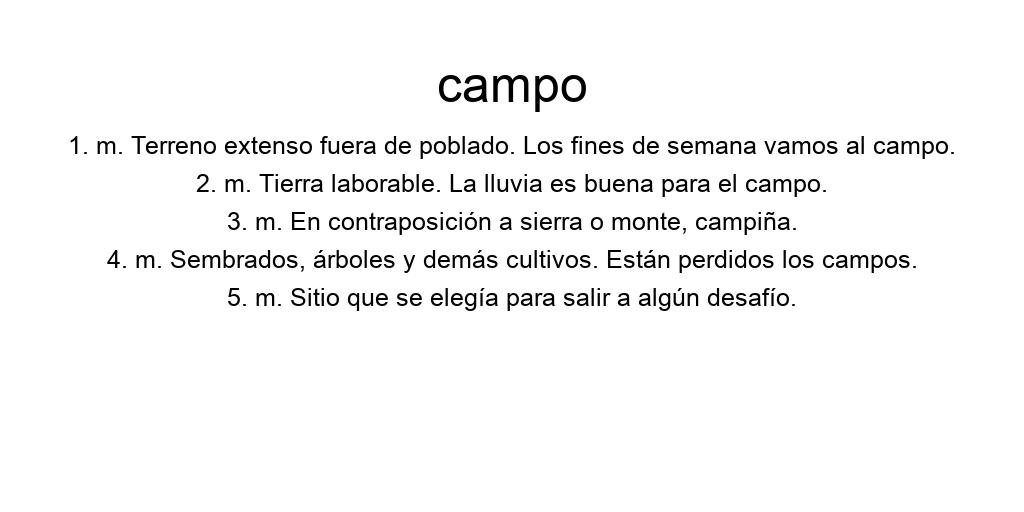 campo
1. m. Terreno extenso fuera de poblado. Los fines de semana vamos al campo.
2. m. Tierra laborable. La lluvia es buena para el campo.
3. m. En contraposición a sierra o monte, campiña.
4. m. Sembrados, árboles y demás cultivos. Están perdidos los campos.
5. m. Sitio que se elegía para salir a algún desafío.